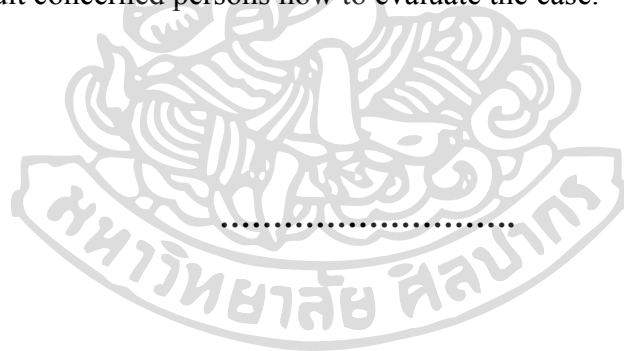 concerned persons how to evaluate the case.
................................
มหาวิทยาลัย ศิลปากร